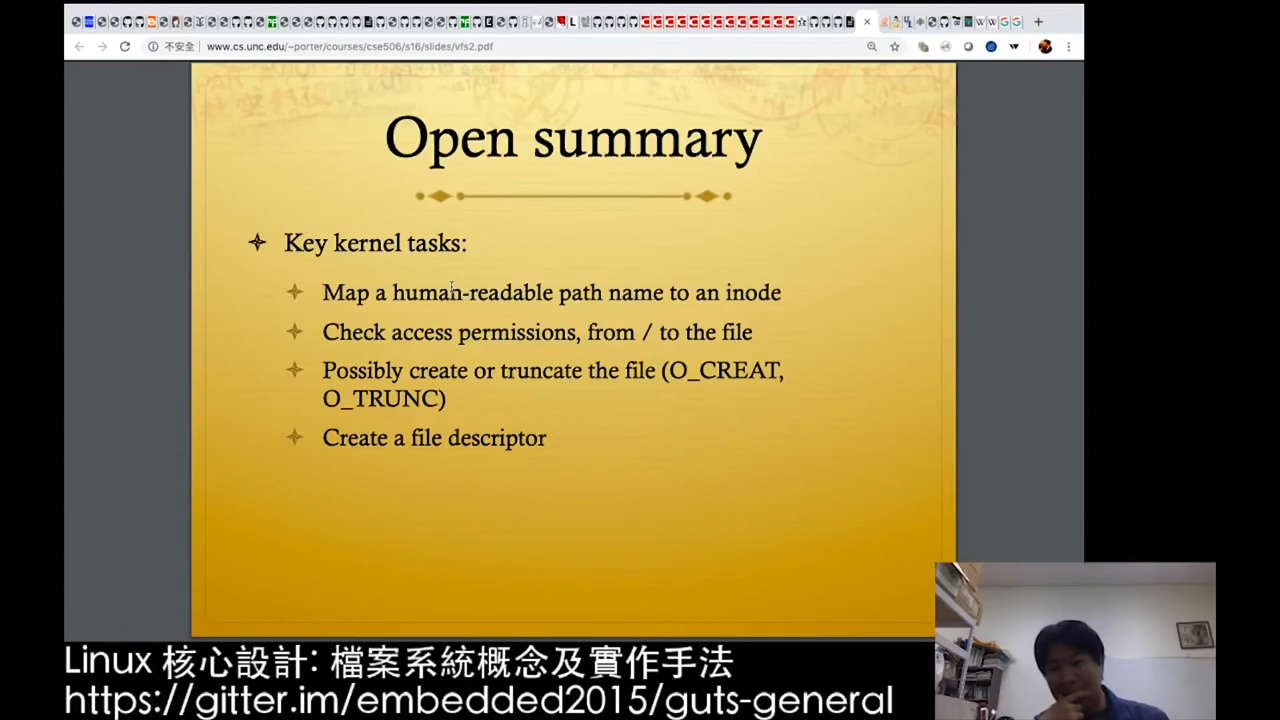 不安全
www.cs.unc.edu/~porter/courses/cse506/s16/slides/vfs2.pdf
Open summary
Key kernel tasks:
Map a human-readable path name to an inode
Check access permissions, from / to the file
Possibly create or truncate the file (O_CREAT,
O_TRUNC)
Create a file descriptor
Linux 核心設計: 檔案系統概念及實作手法
https://gitter.im/embedded2015/guts-general